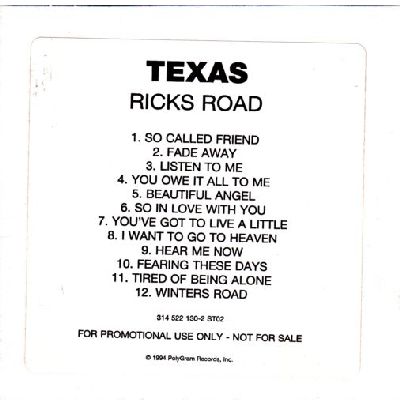 TEXAS
RICKS ROAD
1. SO CALLED FRIEND
2. FADE AWAY
3. LISTEN TO ME
4. YOU OWE IT ALL TO ME
5. BEAUTIFUL ANGEL
6. SO IN LOVE WITH YOU
7. YOU'VE GOT TO LIVE A LITTLE
8. I WANT TO GO TO HEAVEN
9. HEAR ME NOW
10. FEARING THESE DAYS
11. TIRED OF BEING ALONE
12. WINTERS ROAD
314 522 130-2 ST02
FOR PROMOTIONAL USE ONLY - NOT FOR SALE
© 1994 PolyGram Records, Inc.